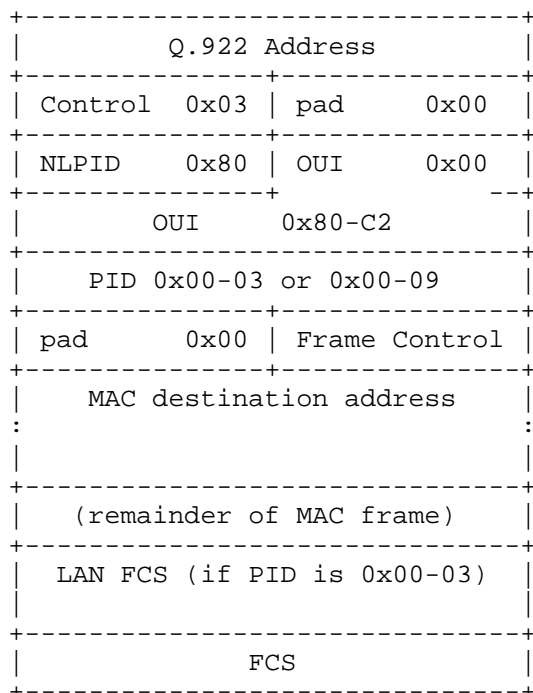 +-------------------------------+
| Q.922 Address |
+---------------+---------------+
| Control 0x03 | pad 0x00 |
+---------------+---------------+
| NLPID 0x80 | OUI 0x00 |
+---------------+ --+
| OUI 0x80-C2 |
+-------------------------------+
| PID 0x00-03 or 0x00-09 |
+---------------+---------------+
| pad 0x00 | Frame Control |
+---------------+---------------+
| MAC destination address |
: :
| |
+-------------------------------+
| (remainder of MAC frame) |
+-------------------------------+
| LAN FCS (if PID is 0x00-03) |
| |
+-------------------------------+
| FCS |
+-------------------------------+